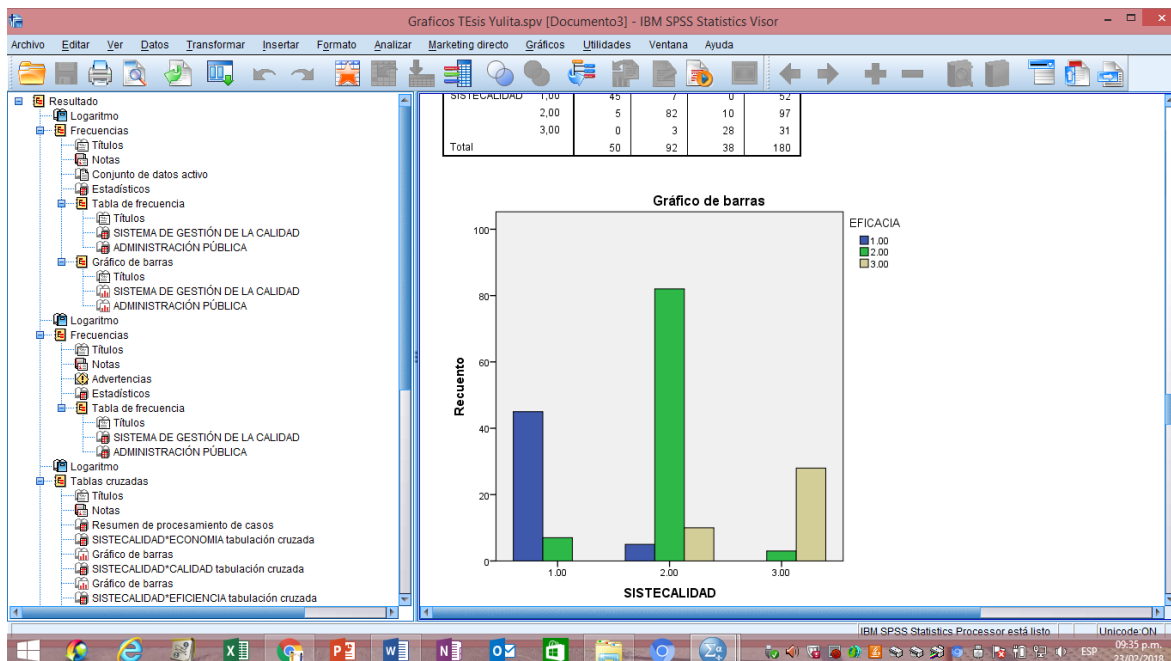 Graficos TEsis Yulita.spv [Documento3] - IBM SPSS Statistics Visor
Archivo Editar Ver Datos Transformar Insertar Formato Analizar Marketing directo Gráficos Utilidades Ventana Ayuda
Resultado
Logaritmo
Frecuencias
Títulos
Notas
Conjunto de datos activo
Estadísticos
Tabla de frecuencia
Títulos
SISTEMA DE GESTIÓN DE LA CALIDAD
ADMINISTRACIÓN PÚBLICA
Gráfico de barras
Títulos
SISTEMA DE GESTIÓN DE LA CALIDAD
ADMINISTRACIÓN PÚBLICA
Logaritmo
Frecuencias
Títulos
Notas
Advertencias
Estadísticos
Tabla de frecuencia
Títulos
SISTEMA DE GESTIÓN DE LA CALIDAD
ADMINISTRACIÓN PÚBLICA
Logaritmo
Tablas cruzadas
Títulos
Notas
Resumen de procesamiento de casos
SISTECALIDAD*ECONOMIA tabulación cruzada
Gráfico de barras
SISTECALIDAD*CALIDAD tabulación cruzada
Gráfico de barras
SISTECALIDAD*EFICIENCIA tabulación cruzada
SISTECALIDAD 1,00 45 7 0 52
2,00 5 82 10 97
3,00 0 3 28 31
Total 50 92 38 180
Gráfico de barras
EFICACIA
1.00
2.00
3.00
100
80
60
40
20
0
Recuento
1.00 2.00 3.00
SISTECALIDAD
IBM SPSS Statistics Processor está listo Unicode:ON
ESP 09:35 p.m.
23/02/2018